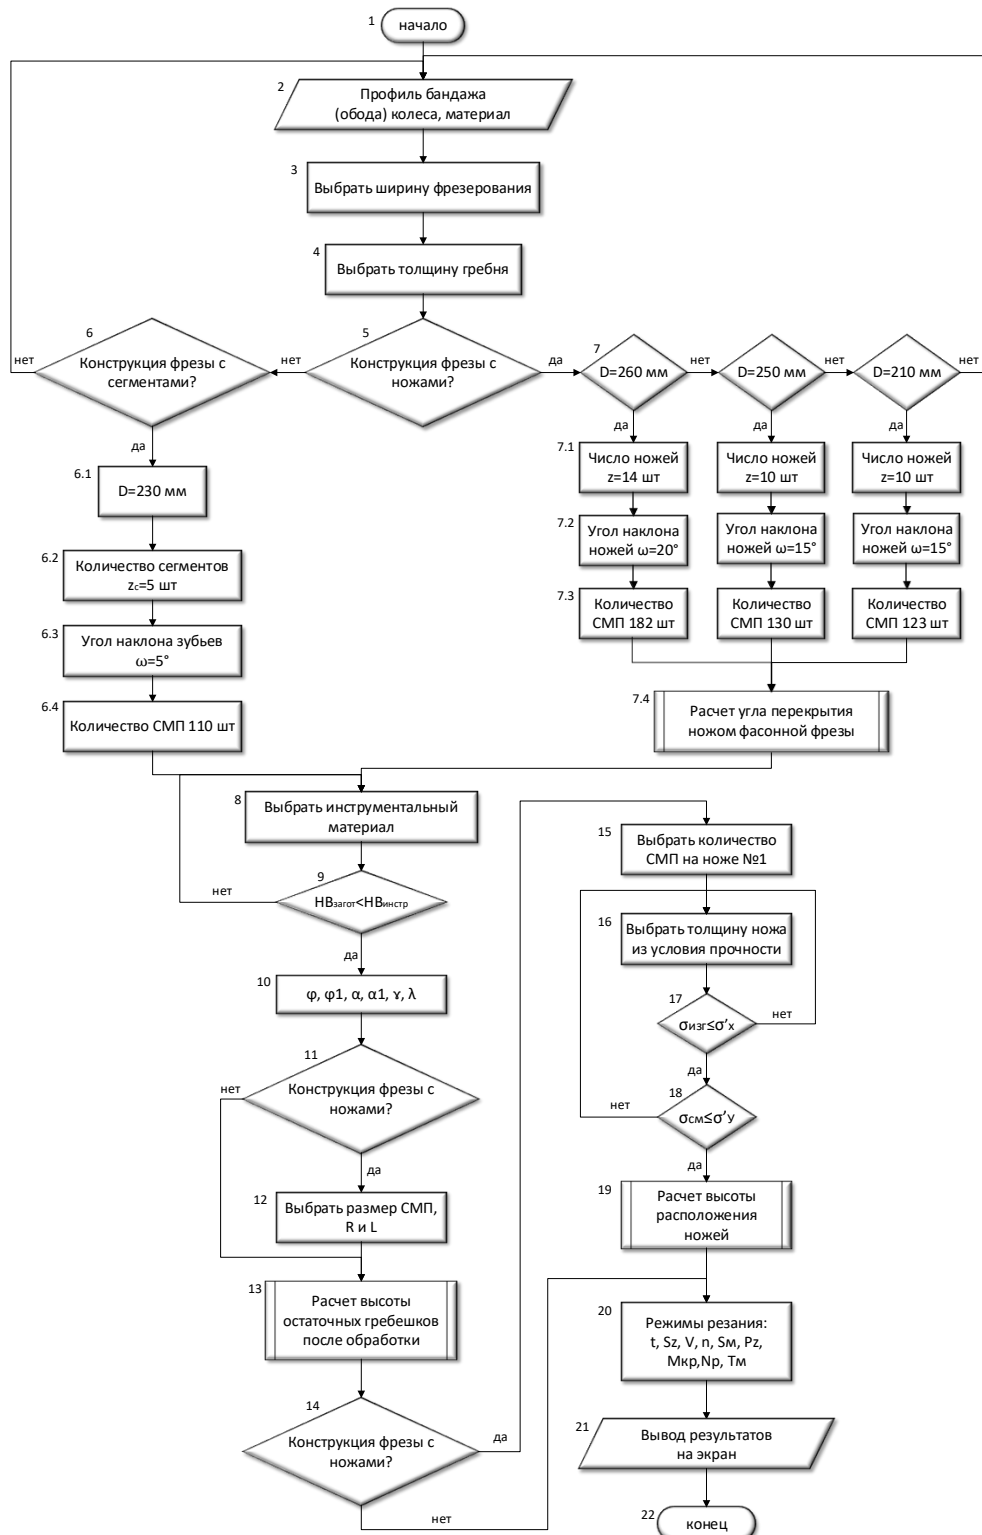 1
начало
2
Профиль бандажа
(обода) колеса, материал
3
Выбрать ширину фрезерования
4
Выбрать толщину гребня
5
Конструкция фрезы с
ножами?
нет
да
6
Конструкция фрезы с
сегментами?
нет
да
6.1
D=230 мм
6.2
Количество сегментов
zс=5 шт
6.3
Угол наклона зубьев
ω=5°
6.4
Количество СМП 110 шт
7
D=260 мм
нет
D=250 мм
нет
D=210 мм
нет
да
да
да
7.1
Число ножей
z=14 шт
Число ножей
z=10 шт
Число ножей
z=10 шт
7.2
Угол наклона
ножей ω=20°
Угол наклона
ножей ω=15°
Угол наклона
ножей ω=15°
7.3
Количество
СМП 182 шт
Количество
СМП 130 шт
Количество
СМП 123 шт
7.4
Расчет угла перекрытия
ножом фасонной фрезы
8
Выбрать инструментальный
материал
9
HBзагот<HBинстр
нет
да
10
φ, φ1, α, α1, ɤ, λ
11
Конструкция фрезы с
ножами?
нет
да
12
Выбрать размер СМП,
R и L
13
Расчет высоты
остаточных гребешков
после обработки
14
Конструкция фрезы с
ножами?
да
нет
15
Выбрать количество
СМП на ноже №1
16
Выбрать толщину ножа
из условия прочности
17
σизг≤σ'х
нет
да
18
σсм≤σ'У
нет
да
19
Расчет высоты
расположения
ножей
20
Режимы резания:
t, Sz, V, n, Sм, Pz,
Мкр,Np, Тм
21
Вывод результатов
на экран
22
конец